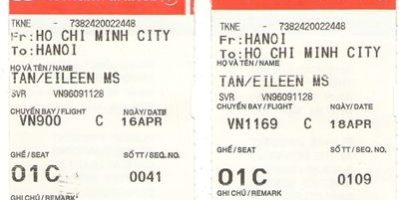 TKNE - 7382420022448
Fr:HO CHI MINH CITY
To:HANOI
HỌ VÀ TÊN/NAME
TAN/EILEEN MS
SVR VN96091128
CHUYẾN BAY/FLIGHT NGÀY/DATE
VN900 C 16APR
GHẾ/SEAT SỐ TT/SEQ.NO.
01C 0041
GHI CHÚ/REMARK
TKNE - 7382420022448
Fr:HANOI
To:HO CHI MINH CITY
HỌ VÀ TÊN/NAME
TAN/EILEEN MS
SVR VN96091128
CHUYẾN BAY/FLIGHT NGÀY/DATE
VN1169 C 18APR
GHẾ/SEAT SỐ TT/SEQ.NO.
01C 0109
GHI CHÚ/REMARK